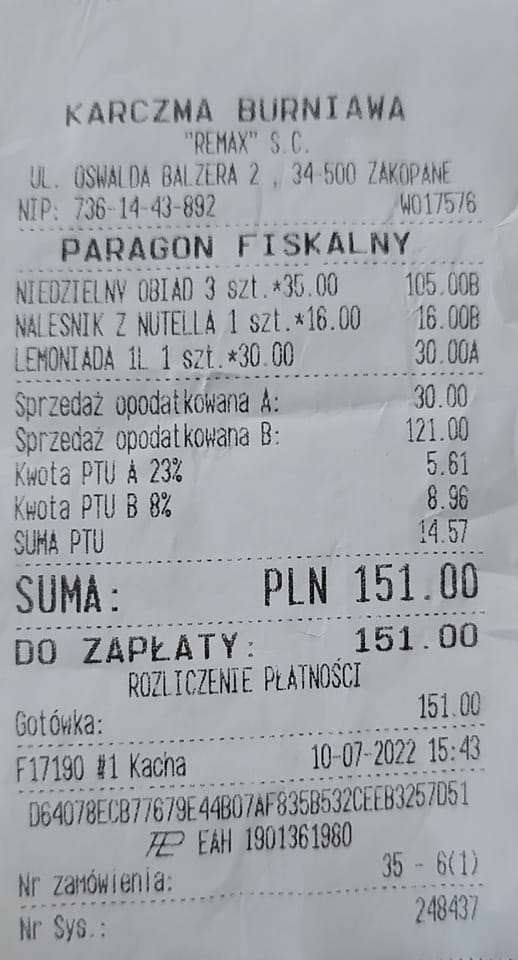 KARCZMA BURNIAWA
"REMAX" S.C.
UL. OSWALDA BALZERA 2 , 34-500 ZAKOPANE
NIP: 736-14-43-892 W017576
PARAGON FISKALNY
NIEDZIELNY OBIAD 3 szt.*35.00 105.00B
NALESNIK Z NUTELLA 1 szt.*16.00 16.00B
LEMONIADA 1L 1 szt.*30.00 30.00A
Sprzedaż opodatkowana A: 30.00
Sprzedaż opodatkowana B: 121.00
Kwota PTU A 23% 5.61
Kwota PTU B 8% 8.96
SUMA PTU 14.57
SUMA: PLN 151.00
DO ZAPŁATY: 151.00
ROZLICZENIE PŁATNOŚCI
Gotówka: 151.00
F17190 #1 Kacha 10-07-2022 15:43
D64078ECB77679E44B07AF835B532CEEB3257D51
EAH 1901361980
Nr zamówienia: 35 - 6(1)
Nr Sys.: 248437